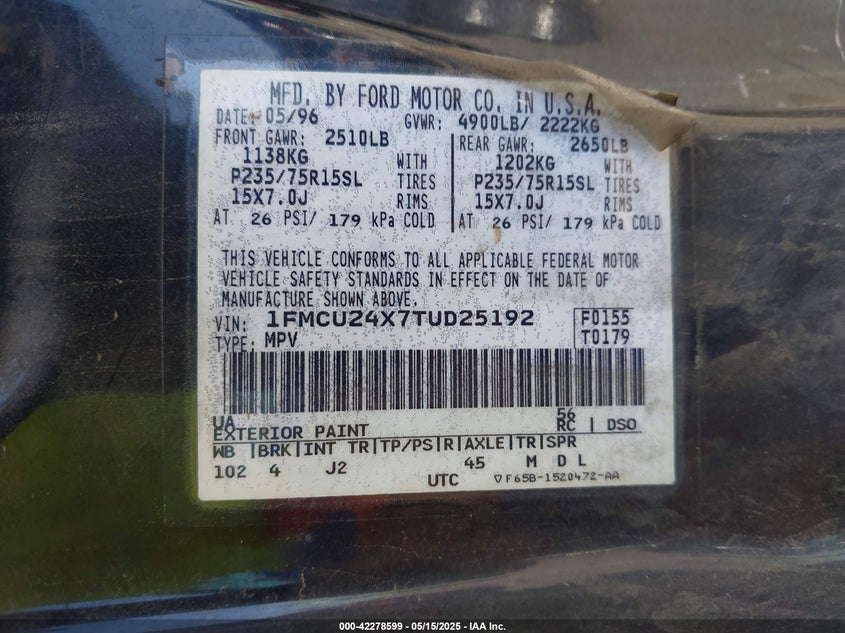 MFD. BY FORD MOTOR CO. IN U.S.A.
DATE: 05/96 GVWR: 4900LB/ 2222KG
FRONT GAWR: 2510LB REAR GAWR: 2650LB
1138KG WITH 1202KG WITH
P235/75R15SL TIRES P235/75R15SL TIRES
15X7.0J RIMS 15X7.0J RIMS
AT 26 PSI/ 179 kPa COLD AT 26 PSI/ 179 kPa COLD
THIS VEHICLE CONFORMS TO ALL APPLICABLE FEDERAL MOTOR
VEHICLE SAFETY STANDARDS IN EFFECT ON THE DATE OF
MANUFACTURE SHOWN ABOVE.
VIN: 1FMCU24X7TUD25192 F0155
TYPE: MPV T0179
UA 56
EXTERIOR PAINT RC | DSO
WB |BRK|INT TR|TP/PS|R|AXLE|TR|SPR
102 4 J2 45 M D L
UTC ▽F65B-1520472-AA
000-42278599 - 05/15/2025 - IAA Inc.